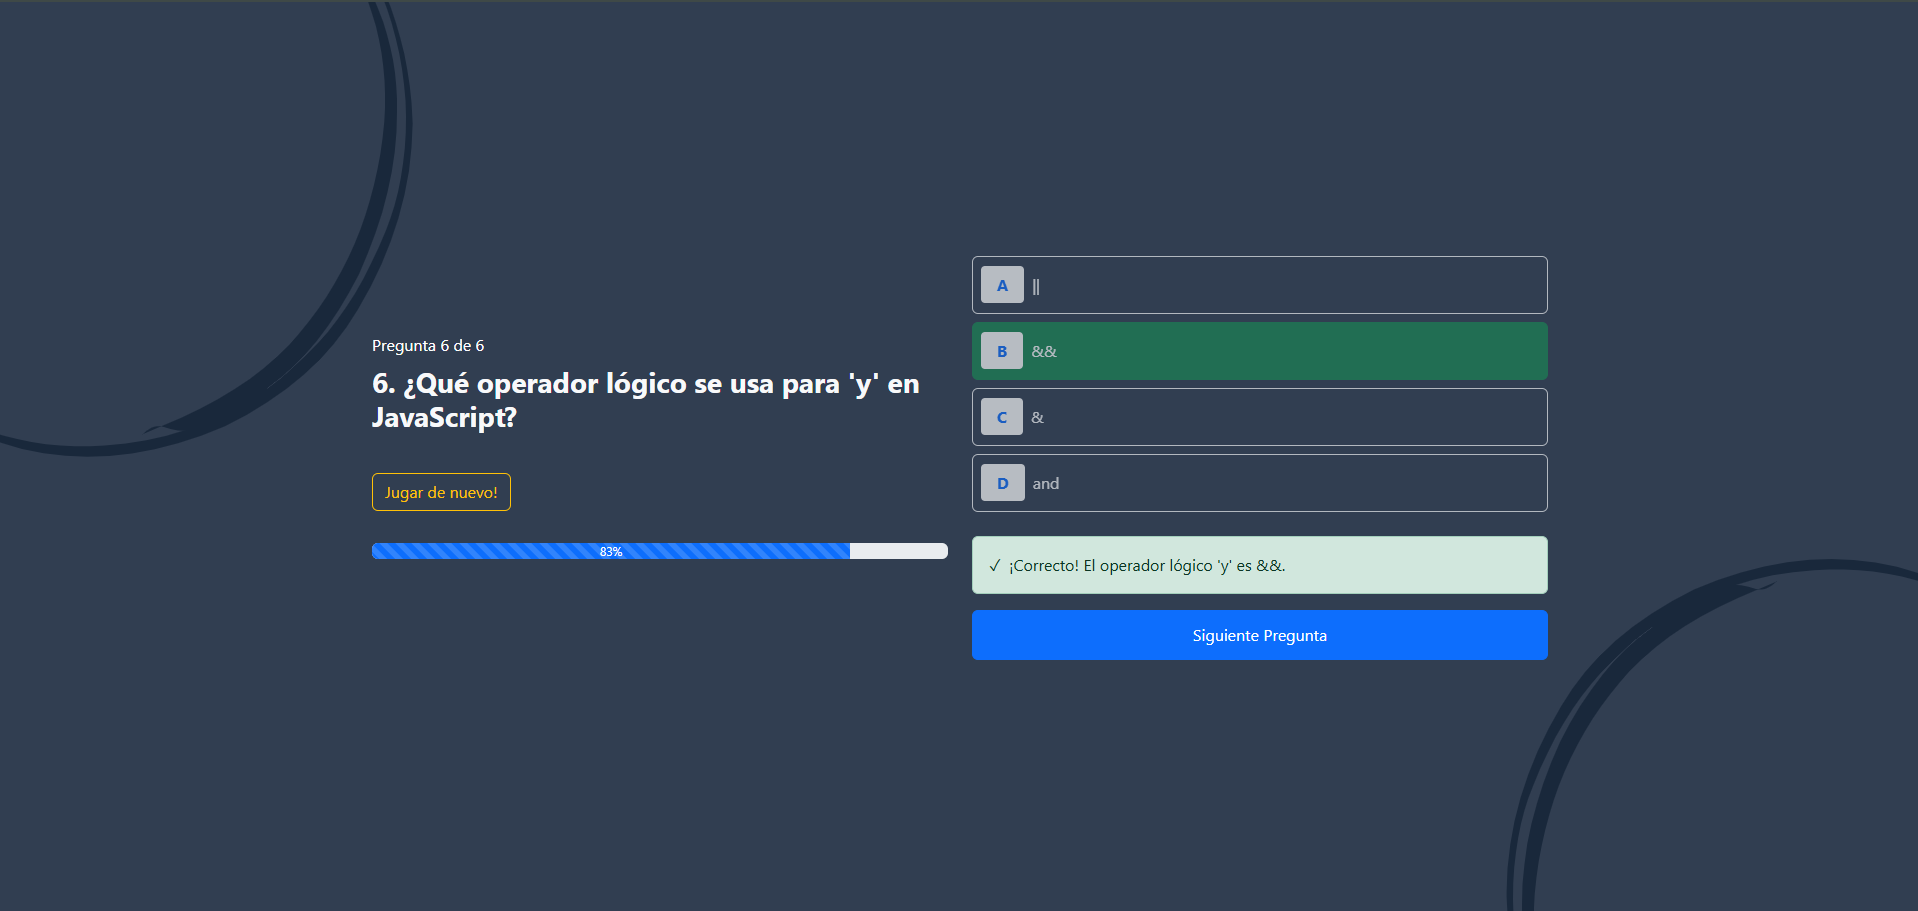 Pregunta 6 de 6
6. ¿Qué operador lógico se usa para 'y' en
JavaScript?
Jugar de nuevo!
83%
A ||
B &&
C &
D and
✓ ¡Correcto! El operador lógico 'y' es &&.
Siguiente Pregunta